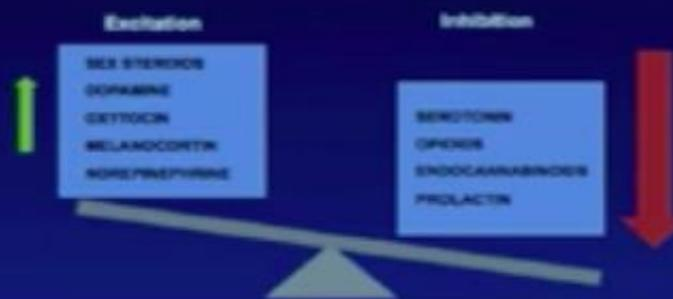 Excitation
SEX STEROIDS
DOPAMINE
OXYTOCIN
MELANOCORTIN
NOREPINEPHRINE
Inhibition
SEROTONIN
OPIOIDS
ENDOCANNABINOIDS
PROLACTIN